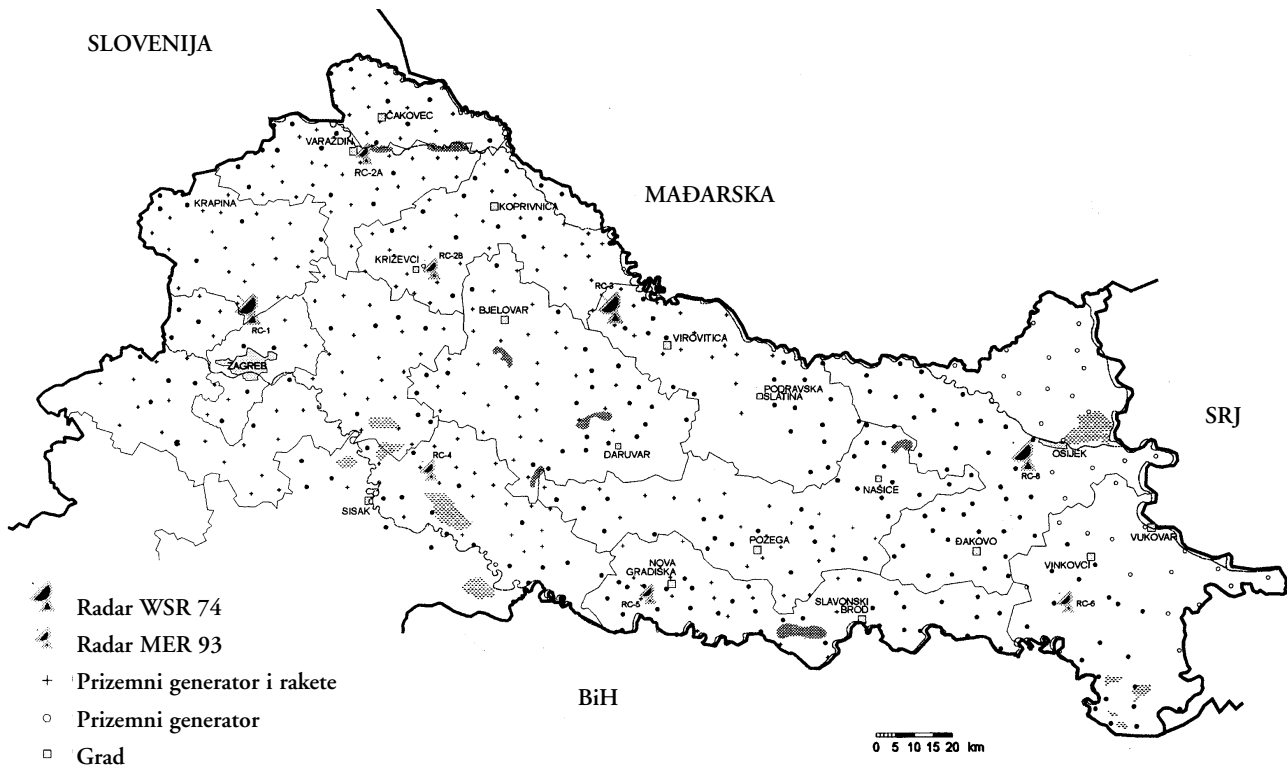 SLOVENIJA
ČAKOVEC
VARAŽDIN
RC-2A
MAĐARSKA
KRAPINA
KOPRIVNICA
KRIŽEVCI
RC-2B
RC-3
BJELOVAR
RC-1
VIROVITICA
ZAGREB
PODRAVSKA
SLATINA
SRJ
DARUVAR
OSIJEK
RC-4
NAŠICE
SISAK
POŽEGA
ĐAKOVO
VUKOVAR
VINKOVCI
NOVA
GRADIŠKA
RC-5
SLAVONSKI
BROD
RC-6
Radar WSR 74
Radar MER 93
Prizemni generator i rakete
BiH
Prizemni generator
Grad
0 5 10 15 20 km